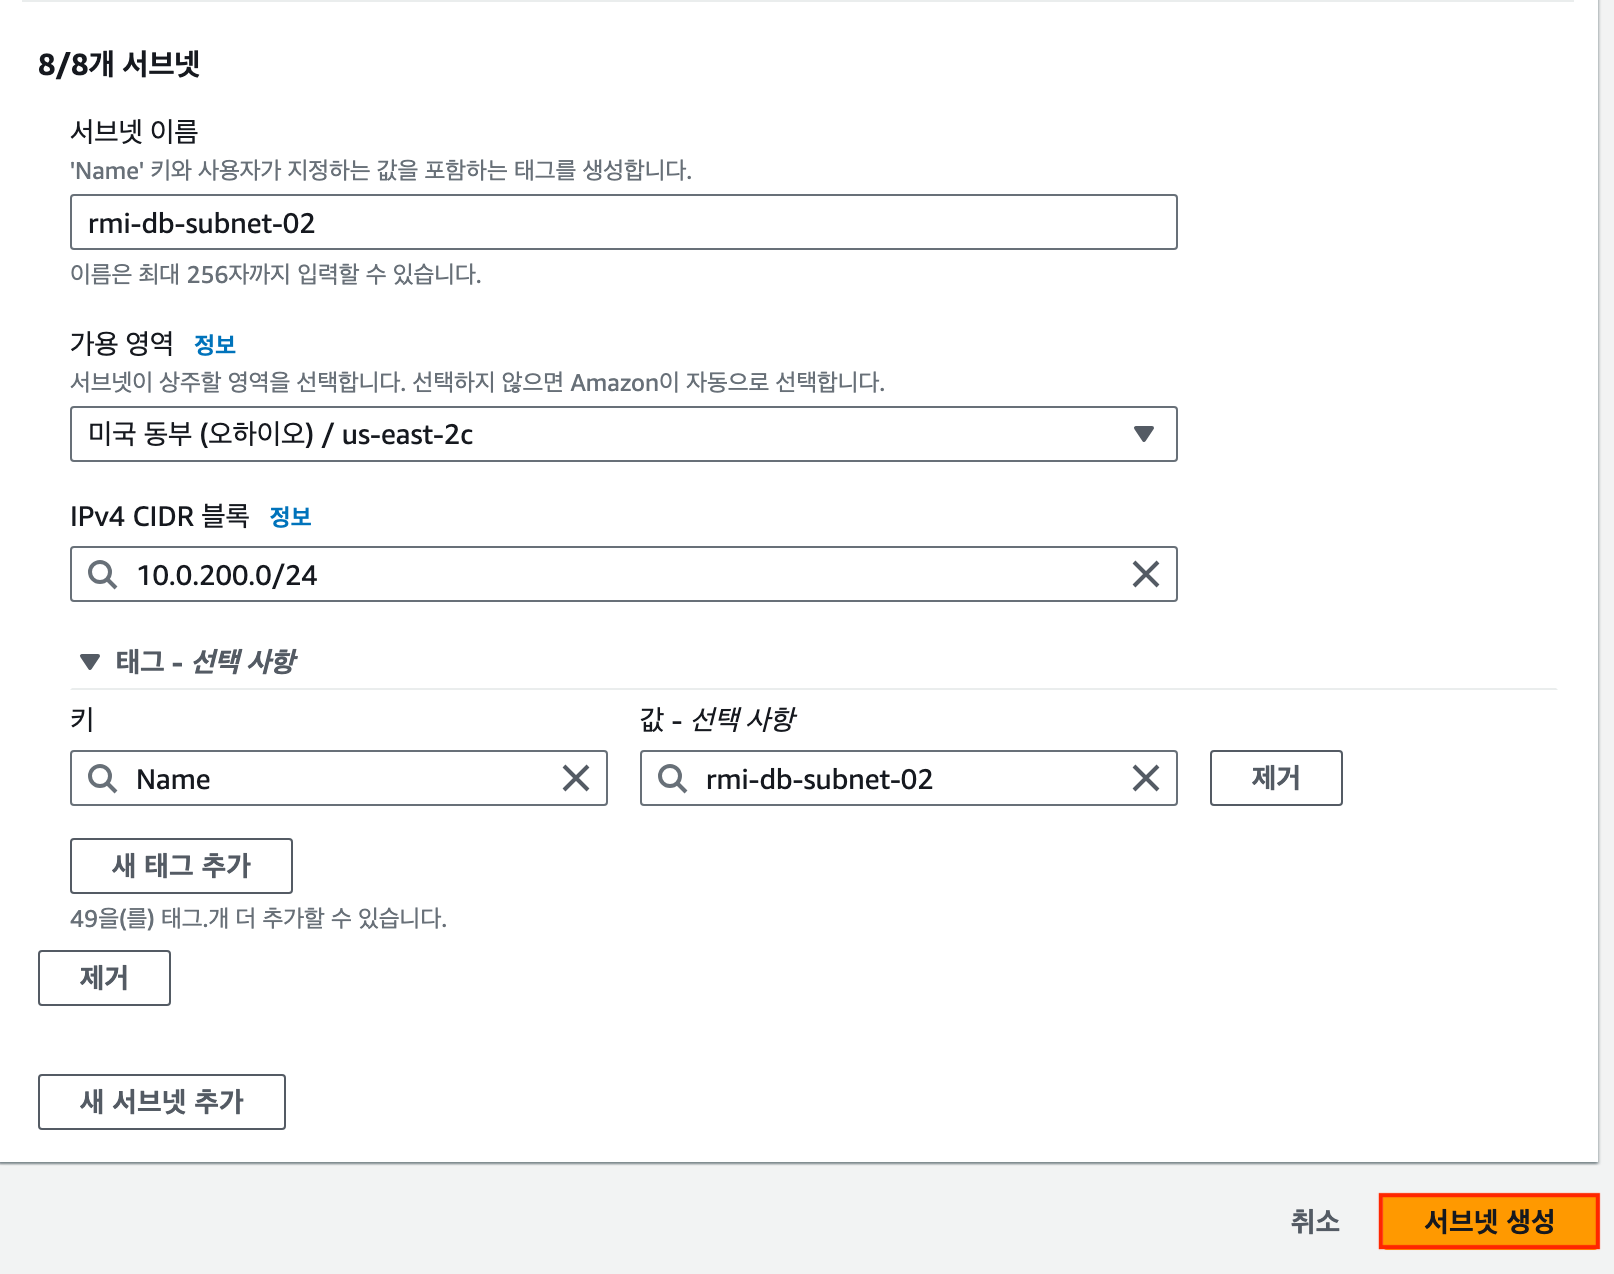 8/8개 서브넷
서브넷 이름
'Name' 키와 사용자가 지정하는 값을 포함하는 태그를 생성합니다.
rmi-db-subnet-02
이름은 최대 256자까지 입력할 수 있습니다.
가용 영역 정보
서브넷이 상주할 영역을 선택합니다. 선택하지 않으면 Amazon이 자동으로 선택합니다.
미국 동부 (오하이오) / us-east-2c
IPv4 CIDR 블록 정보
10.0.200.0/24
태그 - 선택 사항
키 값 - 선택 사항
Name rmi-db-subnet-02 제거
새 태그 추가
49을(를) 태그.개 더 추가할 수 있습니다.
제거
새 서브넷 추가
취소 서브넷 생성